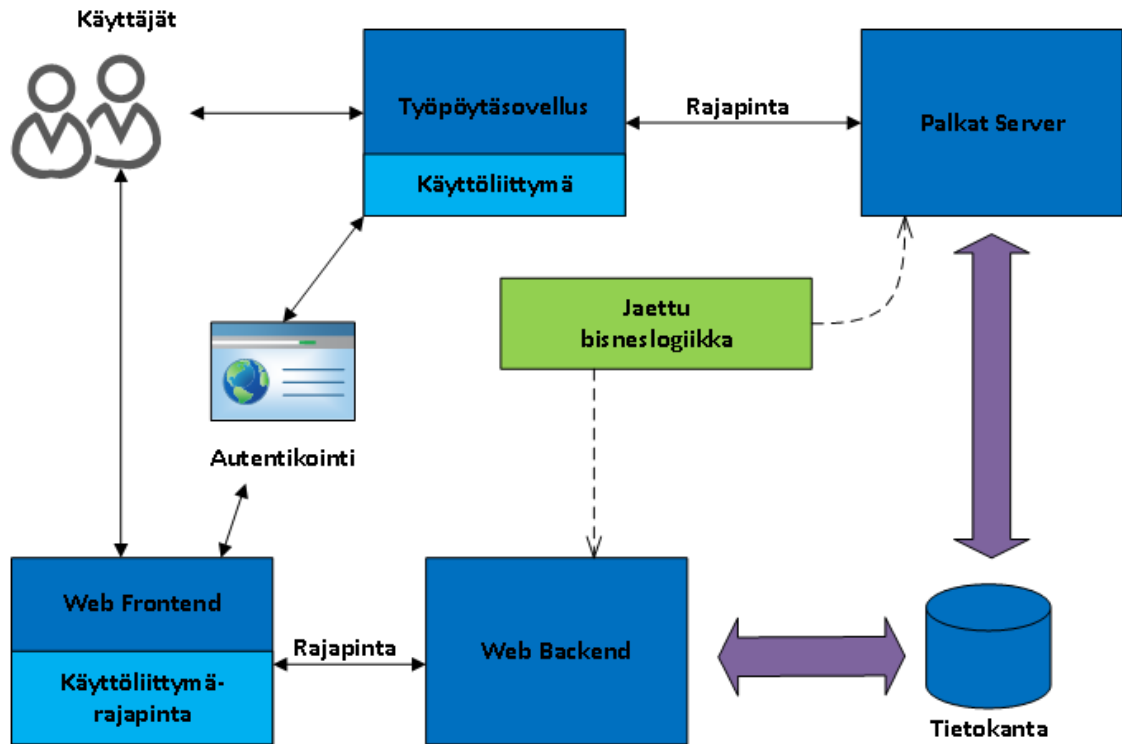 Käyttäjät
Työpöytäsovellus
Käyttöliittymä
Rajapinta
Palkat Server
Jaettu
bisneslogiikka
Autentikointi
Web Frontend
Käyttöliittymä-
rajapinta
Rajapinta
Web Backend
Tietokanta